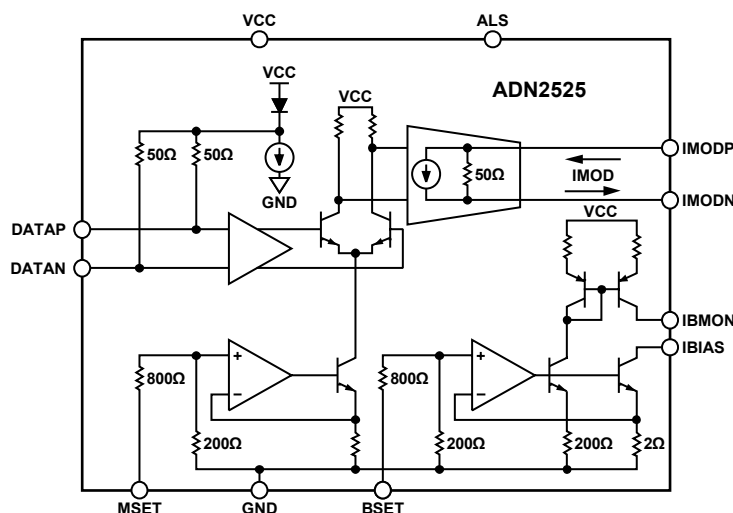 VCC
ALS
VCC
ADN2525
VCC
50Ω
50Ω
GND
50Ω
IMOD
IMODP
IMODN
VCC
DATAP
DATAN
IBMON
IBIAS
800Ω
+
−
800Ω
+
−
200Ω
200Ω
200Ω
2Ω
MSET
GND
BSET